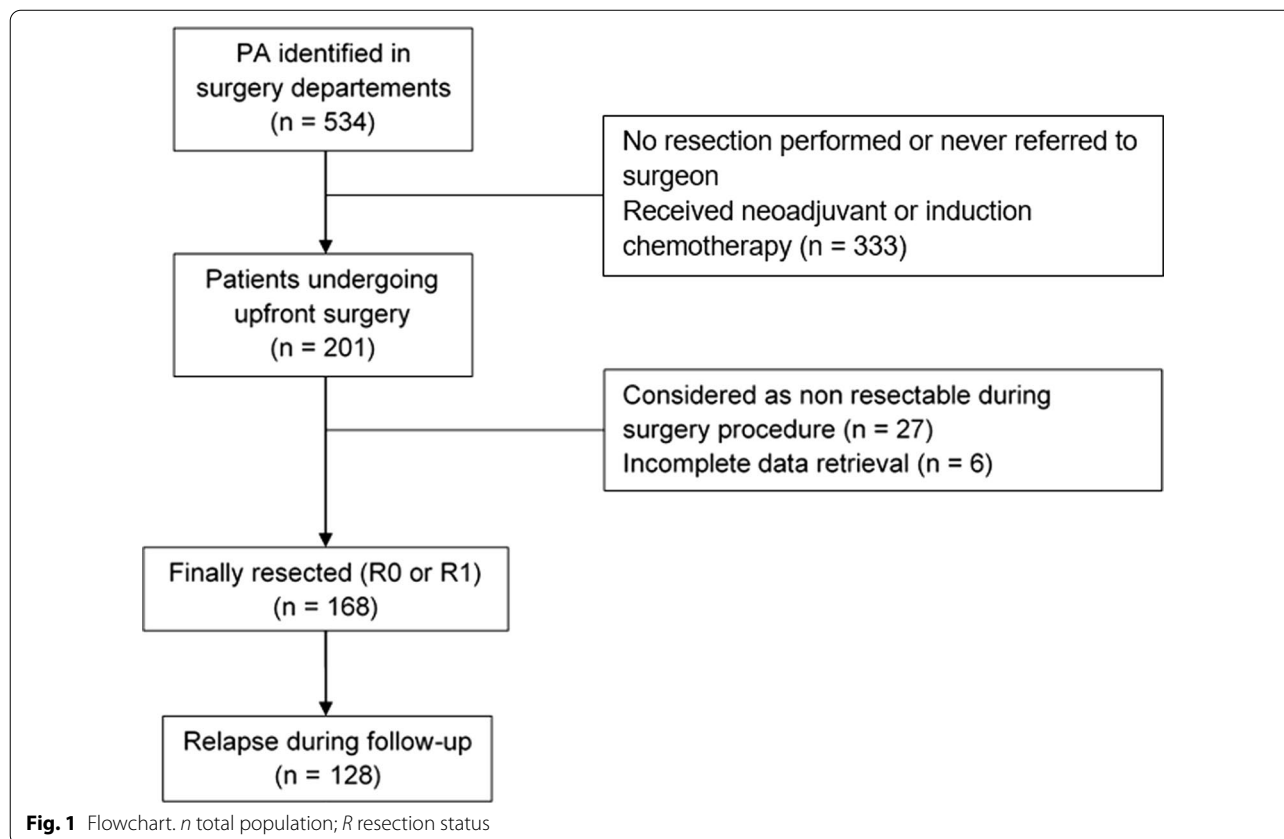 PA identified in
surgery departements
(n = 534)
No resection performed or never referred to
surgeon
Received neoadjuvant or induction
chemotherapy (n = 333)
Patients undergoing
upfront surgery
(n = 201)
Considered as non resectable during
surgery procedure (n = 27)
Incomplete data retrieval (n = 6)
Finally resected (R0 or R1)
(n = 168)
Relapse during follow-up
(n = 128)
Fig. 1 Flowchart. n total population; R resection status